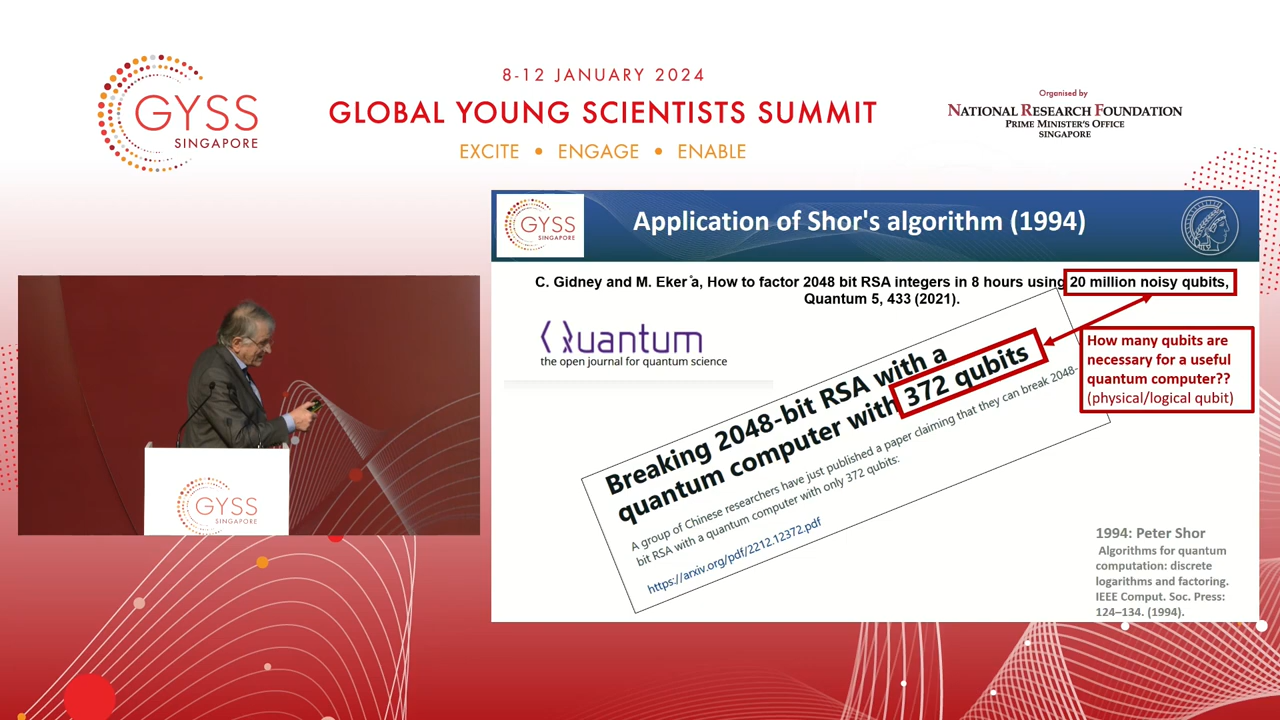 GYSS
SINGAPORE
8-12 JANUARY 2024
GLOBAL YOUNG SCIENTISTS SUMMIT
EXCITE • ENGAGE • ENABLE
Organised by
NATIONAL RESEARCH FOUNDATION
PRIME MINISTER'S OFFICE
SINGAPORE
GYSS
SINGAPORE
Application of Shor's algorithm (1994)
C. Gidney and M. Eker˚a, How to factor 2048 bit RSA integers in 8 hours using 20 million noisy qubits,
Quantum 5, 433 (2021).
Quantum
the open journal for quantum science
How many qubits are
necessary for a useful
quantum computer??
(physical/logical qubit)
Breaking 2048-bit RSA with a
quantum computer with 372 qubits
A group of Chinese researchers have just published a paper claiming that they can break 2048-
bit RSA with a quantum computer with only 372 qubits:
https://arxiv.org/pdf/2212.12372.pdf
1994: Peter Shor
Algorithms for quantum
computation: discrete
logarithms and factoring.
IEEE Comput. Soc. Press:
124–134. (1994).
GYSS
SINGAPORE